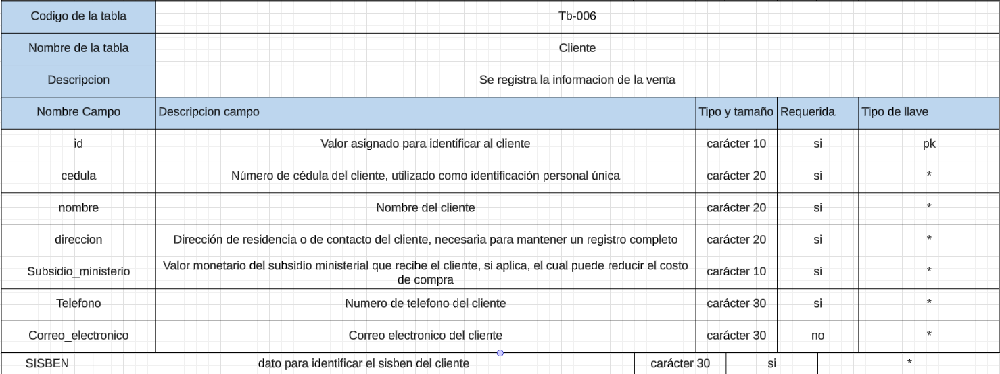 Codigo de la tabla Tb-006
Nombre de la tabla Cliente
Descripcion Se registra la informacion de la venta
Nombre Campo Descripcion campo Tipo y tamaño Requerida Tipo de llave
id Valor asignado para identificar al cliente carácter 10 si pk
cedula Número de cédula del cliente, utilizado como identificación personal única carácter 20 si *
nombre Nombre del cliente carácter 20 si *
direccion Dirección de residencia o de contacto del cliente, necesaria para mantener un registro completo carácter 20 si *
Subsidio_ministerio Valor monetario del subsidio ministerial que recibe el cliente, si aplica, el cual puede reducir el costo
de compra carácter 10 si *
Telefono Numero de telefono del cliente carácter 30 si *
Correo_electronico Correo electronico del cliente carácter 30 no *
SISBEN dato para identificar el sisben del cliente carácter 30 si *